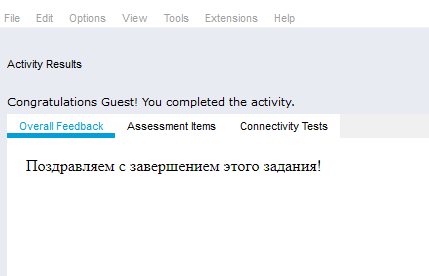 File Edit Options View Tools Extensions Help
Activity Results
Congratulations Guest! You completed the activity.
Overall Feedback Assessment Items Connectivity Tests
Поздравляем с завершением этого задания!